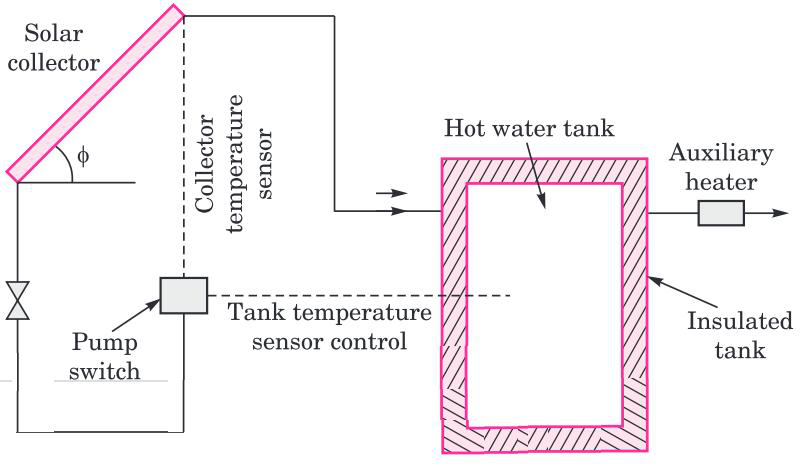 Solar
collector
ϕ
Collector
temperature
sensor
Hot water tank
Auxiliary
heater
Tank temperature
sensor control
Pump
switch
Insulated
tank